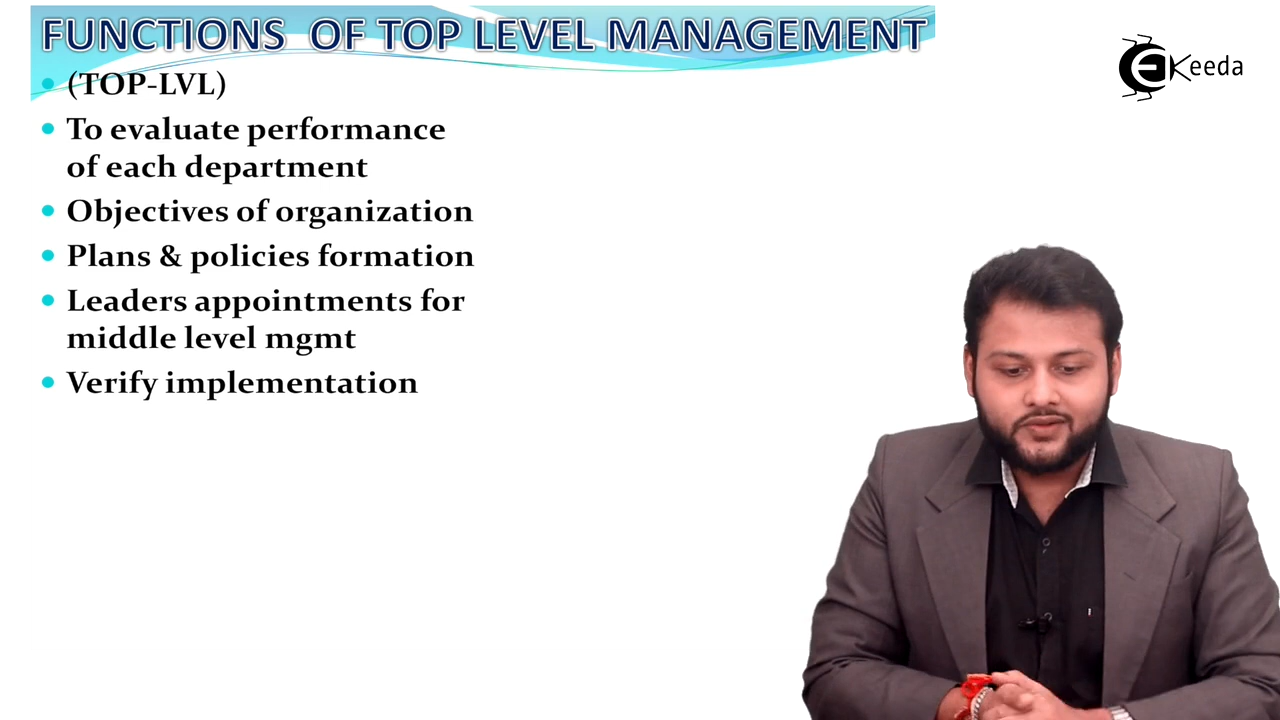 FUNCTIONS OF TOP LEVEL MANAGEMENT
(TOP-LVL)
To evaluate performance
of each department
Objectives of organization
Plans & policies formation
Leaders appointments for
middle level mgmt
Verify implementation
eKeeda